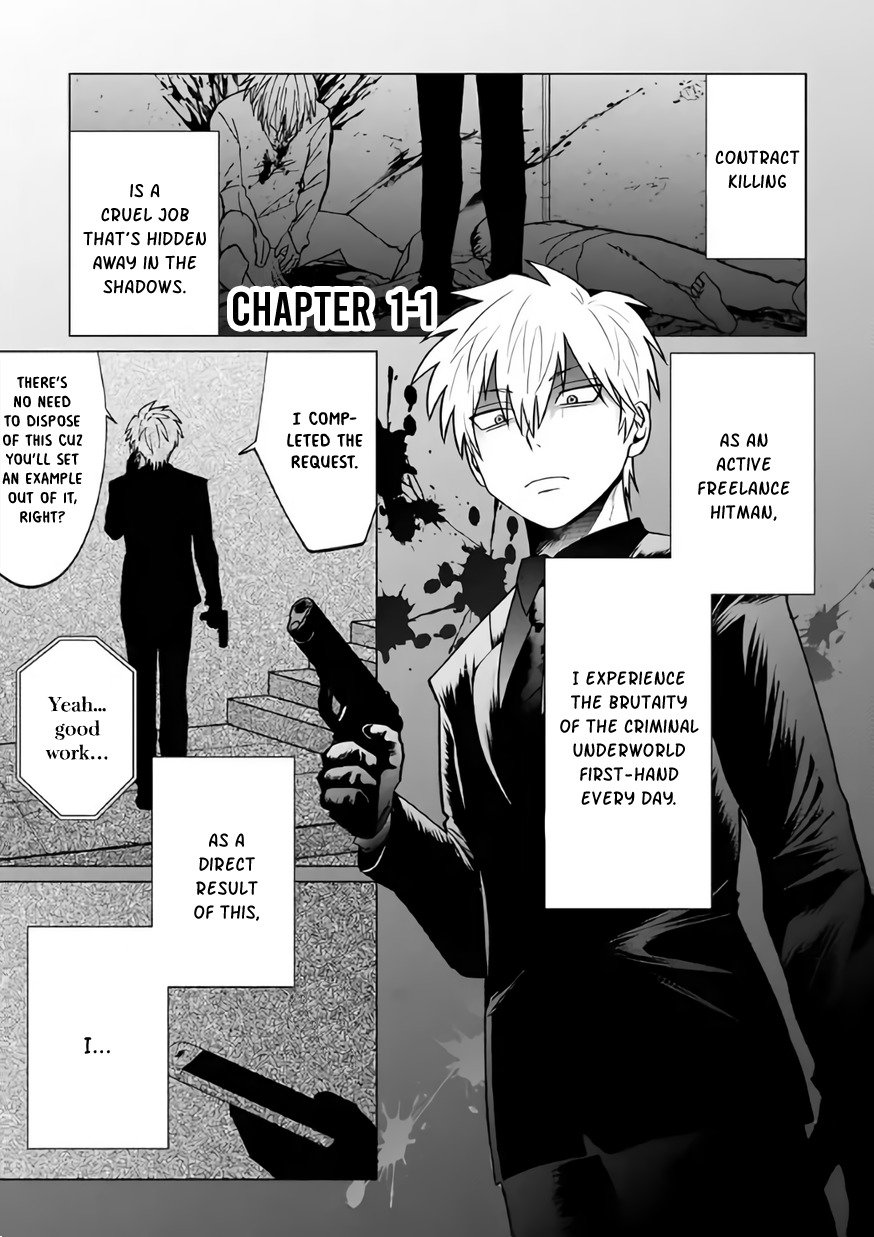 CONTRACT
KILLING
IS A
CRUEL JOB
THAT'S HIDDEN
AWAY IN THE
SHADOWS.
CHAPTER 1-1
AS AN
ACTIVE
FREELANCE
HITMAN,
I EXPERIENCE
THE BRUTAITY
OF THE CRIMINAL
UNDERWORLD
FIRST-HAND
EVERY DAY.
I COMP-
LETED THE
REQUEST.
THERE'S
NO NEED
TO DISPOSE
OF THIS CUZ
YOU'LL SET
AN EXAMPLE
OUT OF IT,
RIGHT?
Yeah...
good
work...
AS A
DIRECT
RESULT
OF THIS,
I...